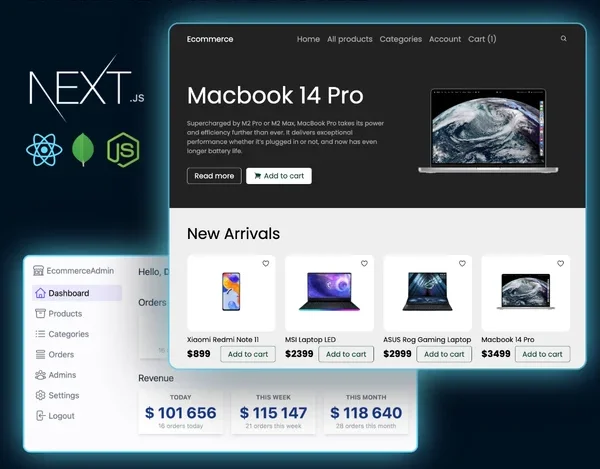 NEXT.JS
JS
Ecommerce
Home All products Categories Account Cart (1)
Macbook 14 Pro
Supercharged by M2 Pro or M2 Max, MacBook Pro takes its power
and efficiency further than ever. It delivers exceptional
performance whether it's plugged in or not, and now has even
longer battery life.
Read more Add to cart
New Arrivals
Xiaomi Redmi Note 11 MSI Laptop LED ASUS Rog Gaming Laptop Macbook 14 Pro
$899 Add to cart $2399 Add to cart $2999 Add to cart $3499 Add to cart
EcommerceAdmin
Dashboard
Products
Categories
Orders
Admins
Settings
Logout
Hello, D
Orders
Revenue
TODAY THIS WEEK THIS MONTH
$ 101 656 $ 115 147 $ 118 640
16 orders today 21 orders this week 28 orders this month